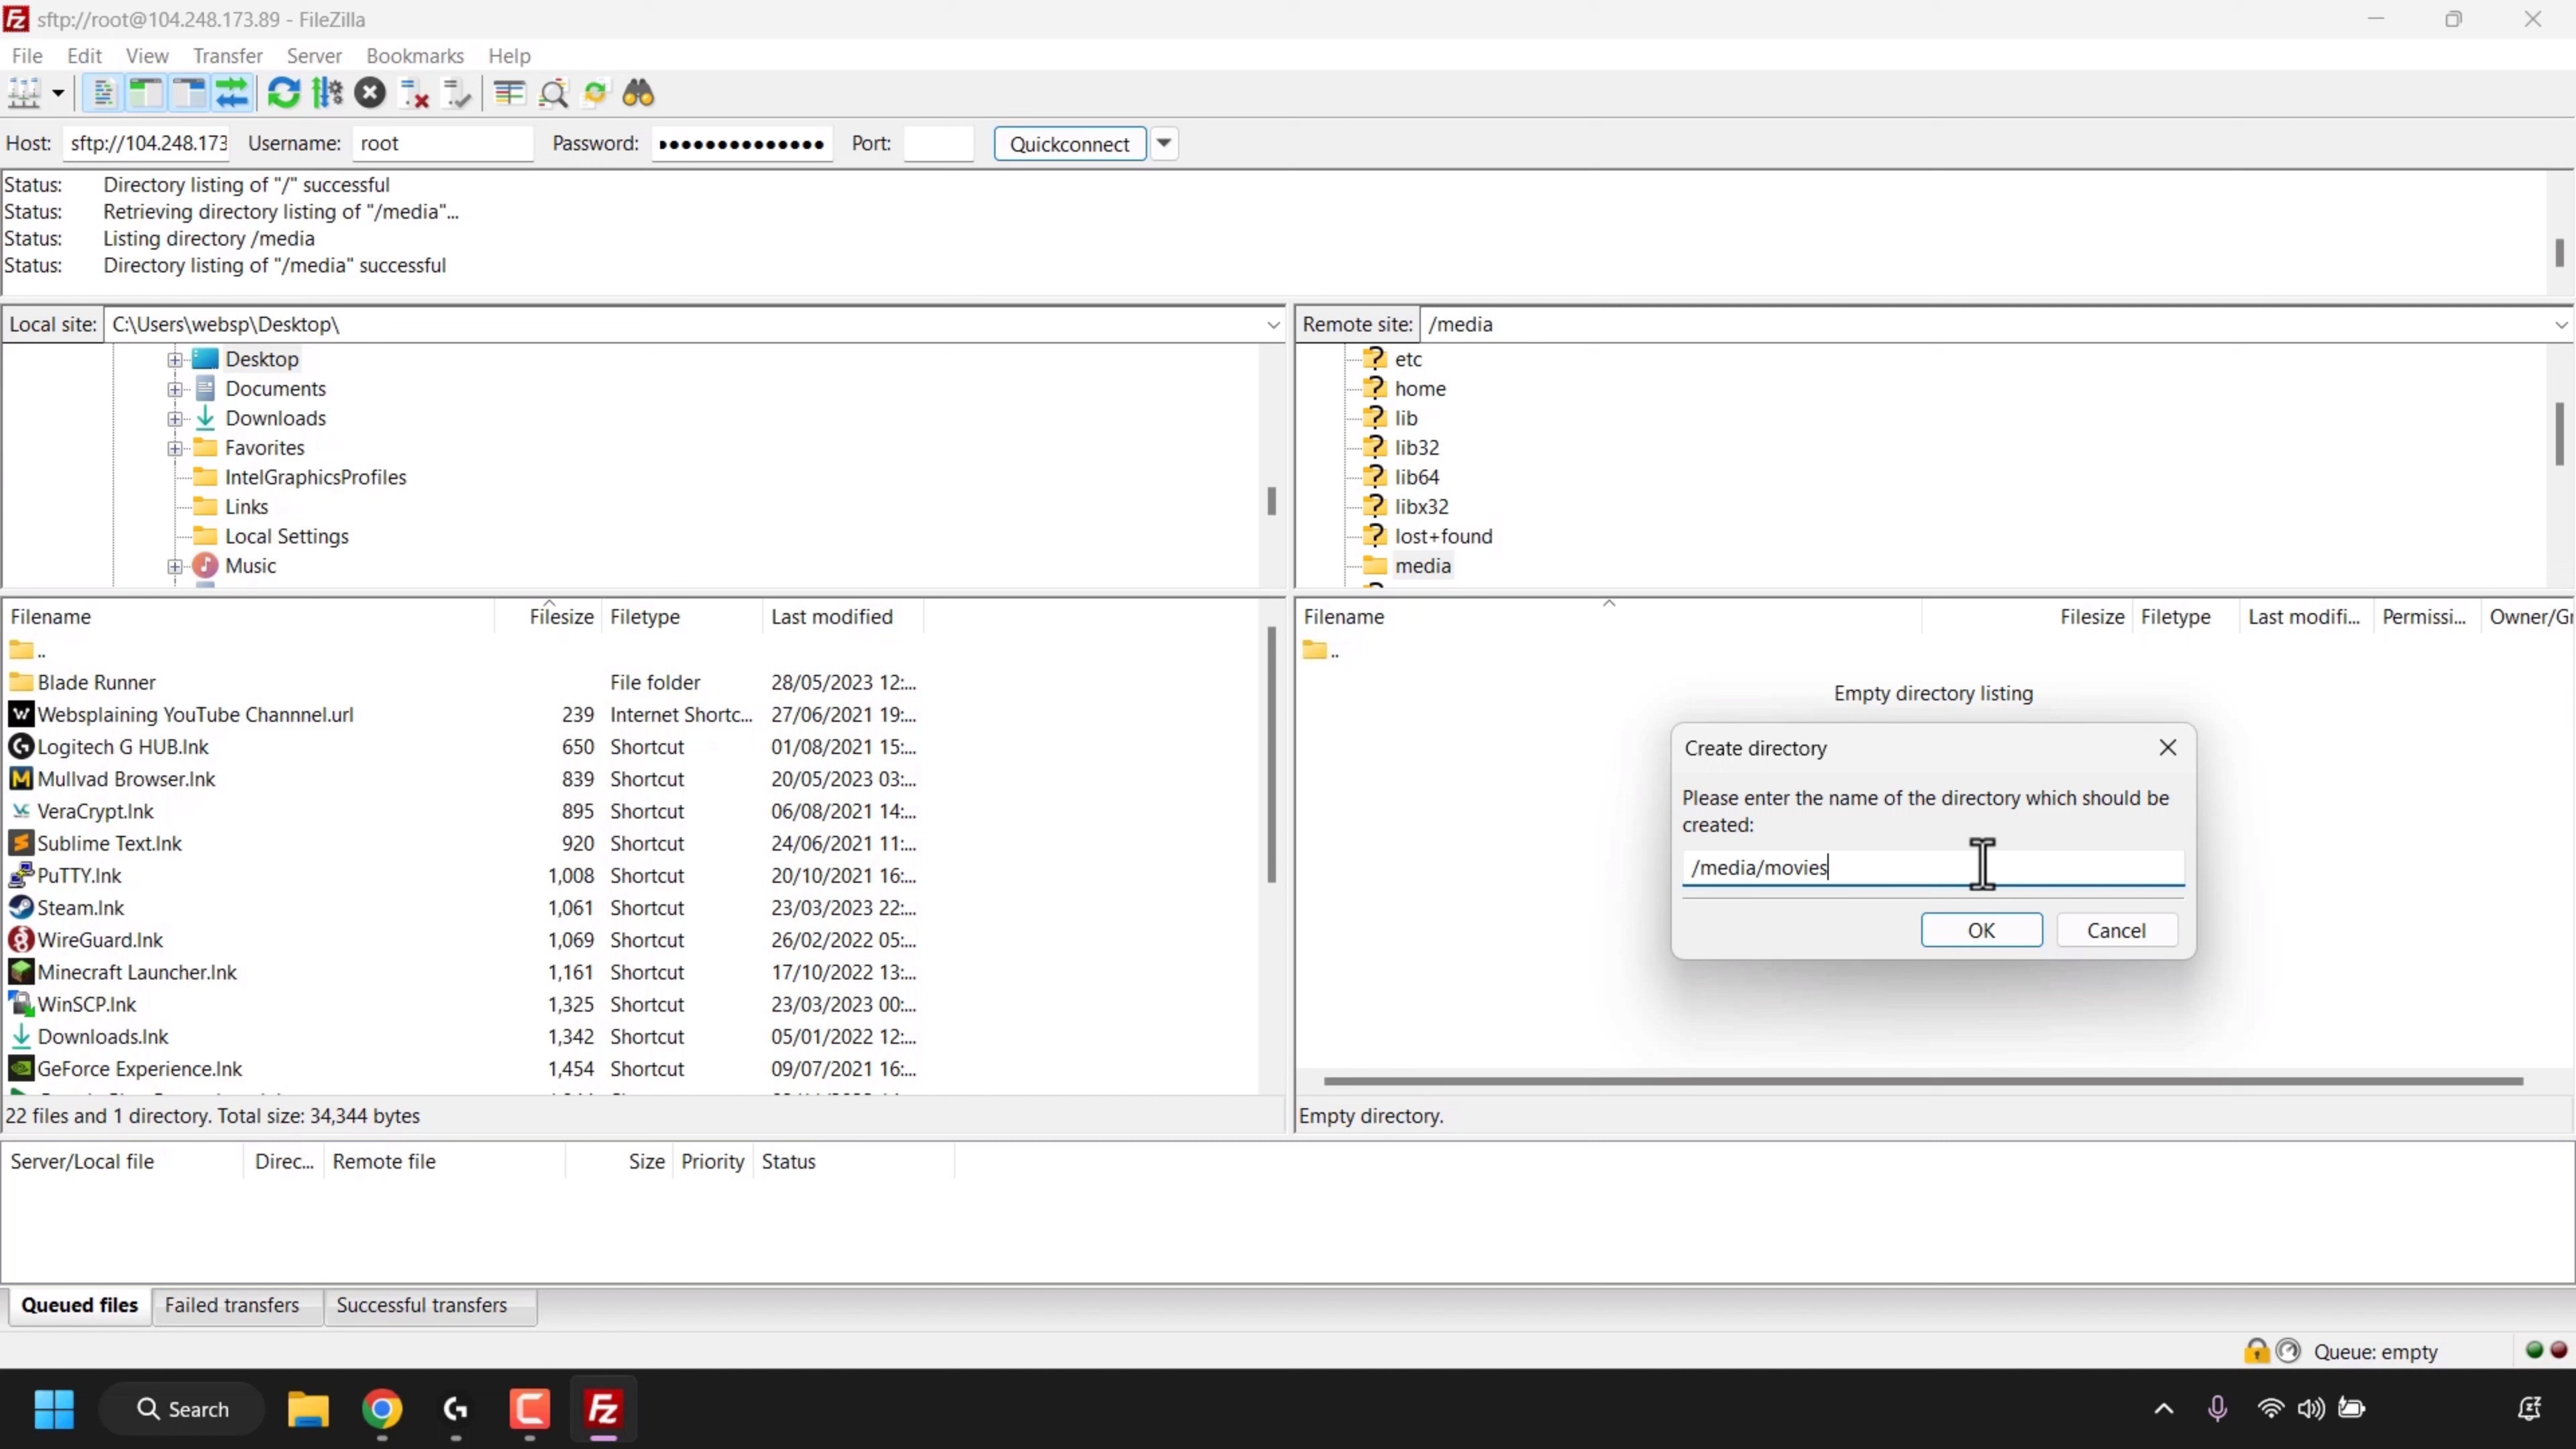 sftp://root@104.248.173.89 - FileZilla
File Edit View Transfer Server Bookmarks Help
Host: sftp://104.248.173 Username: root Password: •••••••••••••• Port: Quickconnect
Status: Directory listing of "/" successful
Status: Retrieving directory listing of "/media"...
Status: Listing directory /media
Status: Directory listing of "/media" successful
Local site: C:\Users\websp\Desktop\
Desktop
Documents
Downloads
Favorites
IntelGraphicsProfiles
Links
Local Settings
Music
Remote site: /media
etc
home
lib
lib32
lib64
libx32
lost+found
media
Filename Filesize Filetype Last modified
..
Blade Runner File folder 28/05/2023 12:...
Websplaining YouTube Channnel.url 239 Internet Shortc... 27/06/2021 19:...
Logitech G HUB.lnk 650 Shortcut 01/08/2021 15:...
Mullvad Browser.lnk 839 Shortcut 20/05/2023 03:...
VeraCrypt.lnk 895 Shortcut 06/08/2021 14:...
Sublime Text.lnk 920 Shortcut 24/06/2021 11:...
PuTTY.lnk 1,008 Shortcut 20/10/2021 16:...
Steam.lnk 1,061 Shortcut 23/03/2023 22:...
WireGuard.lnk 1,069 Shortcut 26/02/2022 05:...
Minecraft Launcher.lnk 1,161 Shortcut 17/10/2022 13:...
WinSCP.lnk 1,325 Shortcut 23/03/2023 00:...
Downloads.lnk 1,342 Shortcut 05/01/2022 12:...
GeForce Experience.lnk 1,454 Shortcut 09/07/2021 16:...
22 files and 1 directory. Total size: 34,344 bytes
Filename Filesize Filetype Last modifi... Permissi... Owner/Gr
..
Empty directory listing
Create directory
Please enter the name of the directory which should be
created:
/media/movies
OK Cancel
Empty directory.
Server/Local file Direc... Remote file Size Priority Status
Queued files Failed transfers Successful transfers
Queue: empty
Search